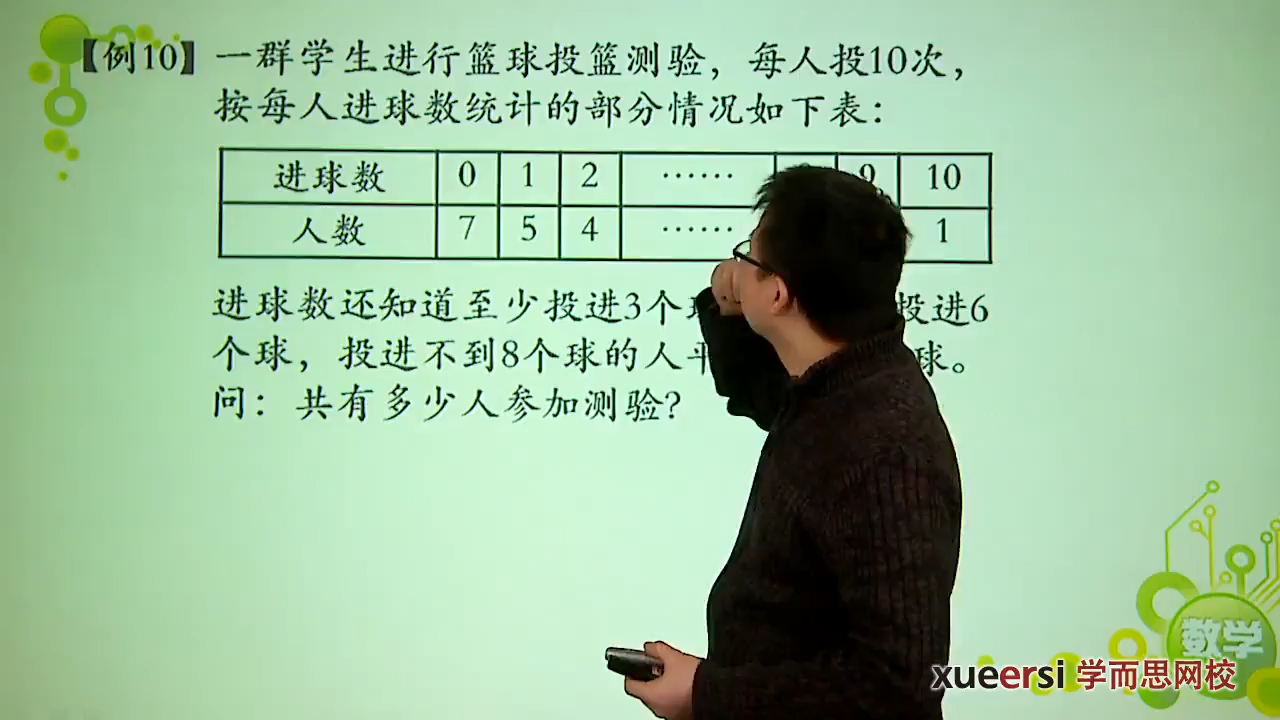 【例10】一群学生进行篮球投篮测验，每人投10次，
按每人进球数统计的部分情况如下表：
进球数 0 1 2 …… 9 10
人数 7 5 4 …… 1
进球数还知道至少投进3个 投进6
个球，投进不到8个球的人平 球。
问：共有多少人参加测验？
数学
xueersi 学而思网校